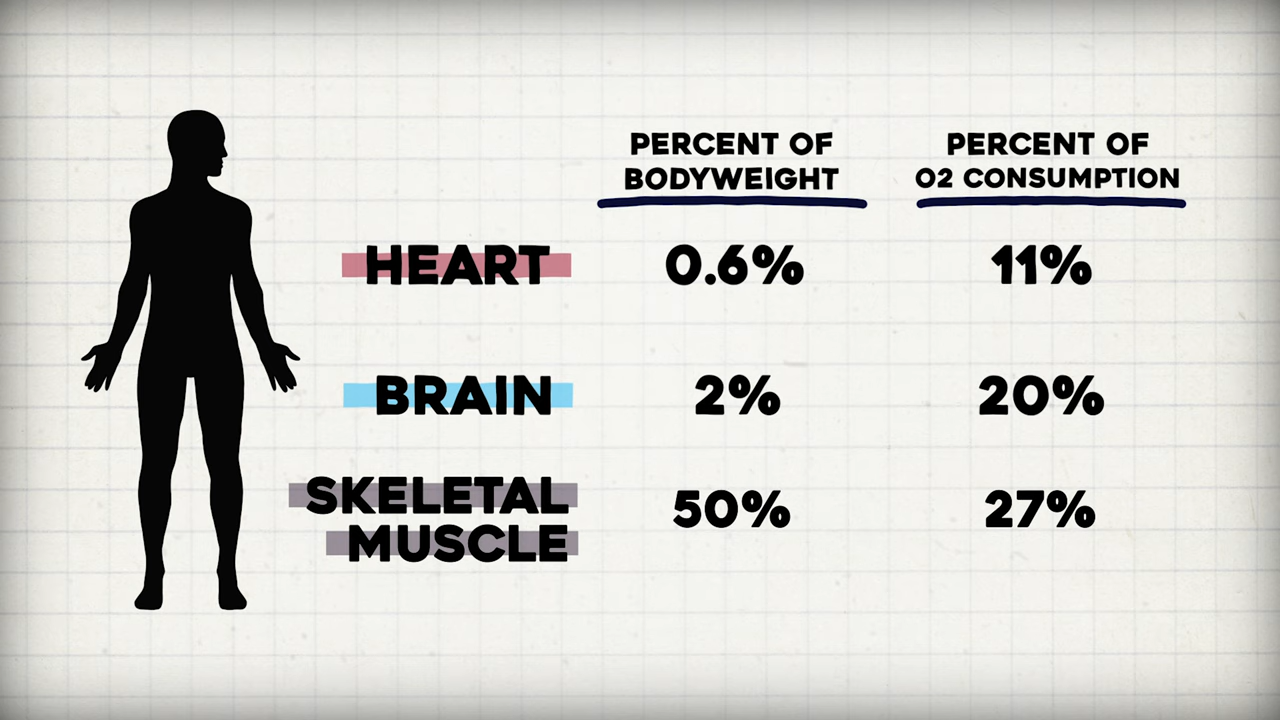 PERCENT OF
BODYWEIGHT
PERCENT OF
O2 CONSUMPTION
HEART 0.6% 11%
BRAIN 2% 20%
SKELETAL
MUSCLE 50% 27%